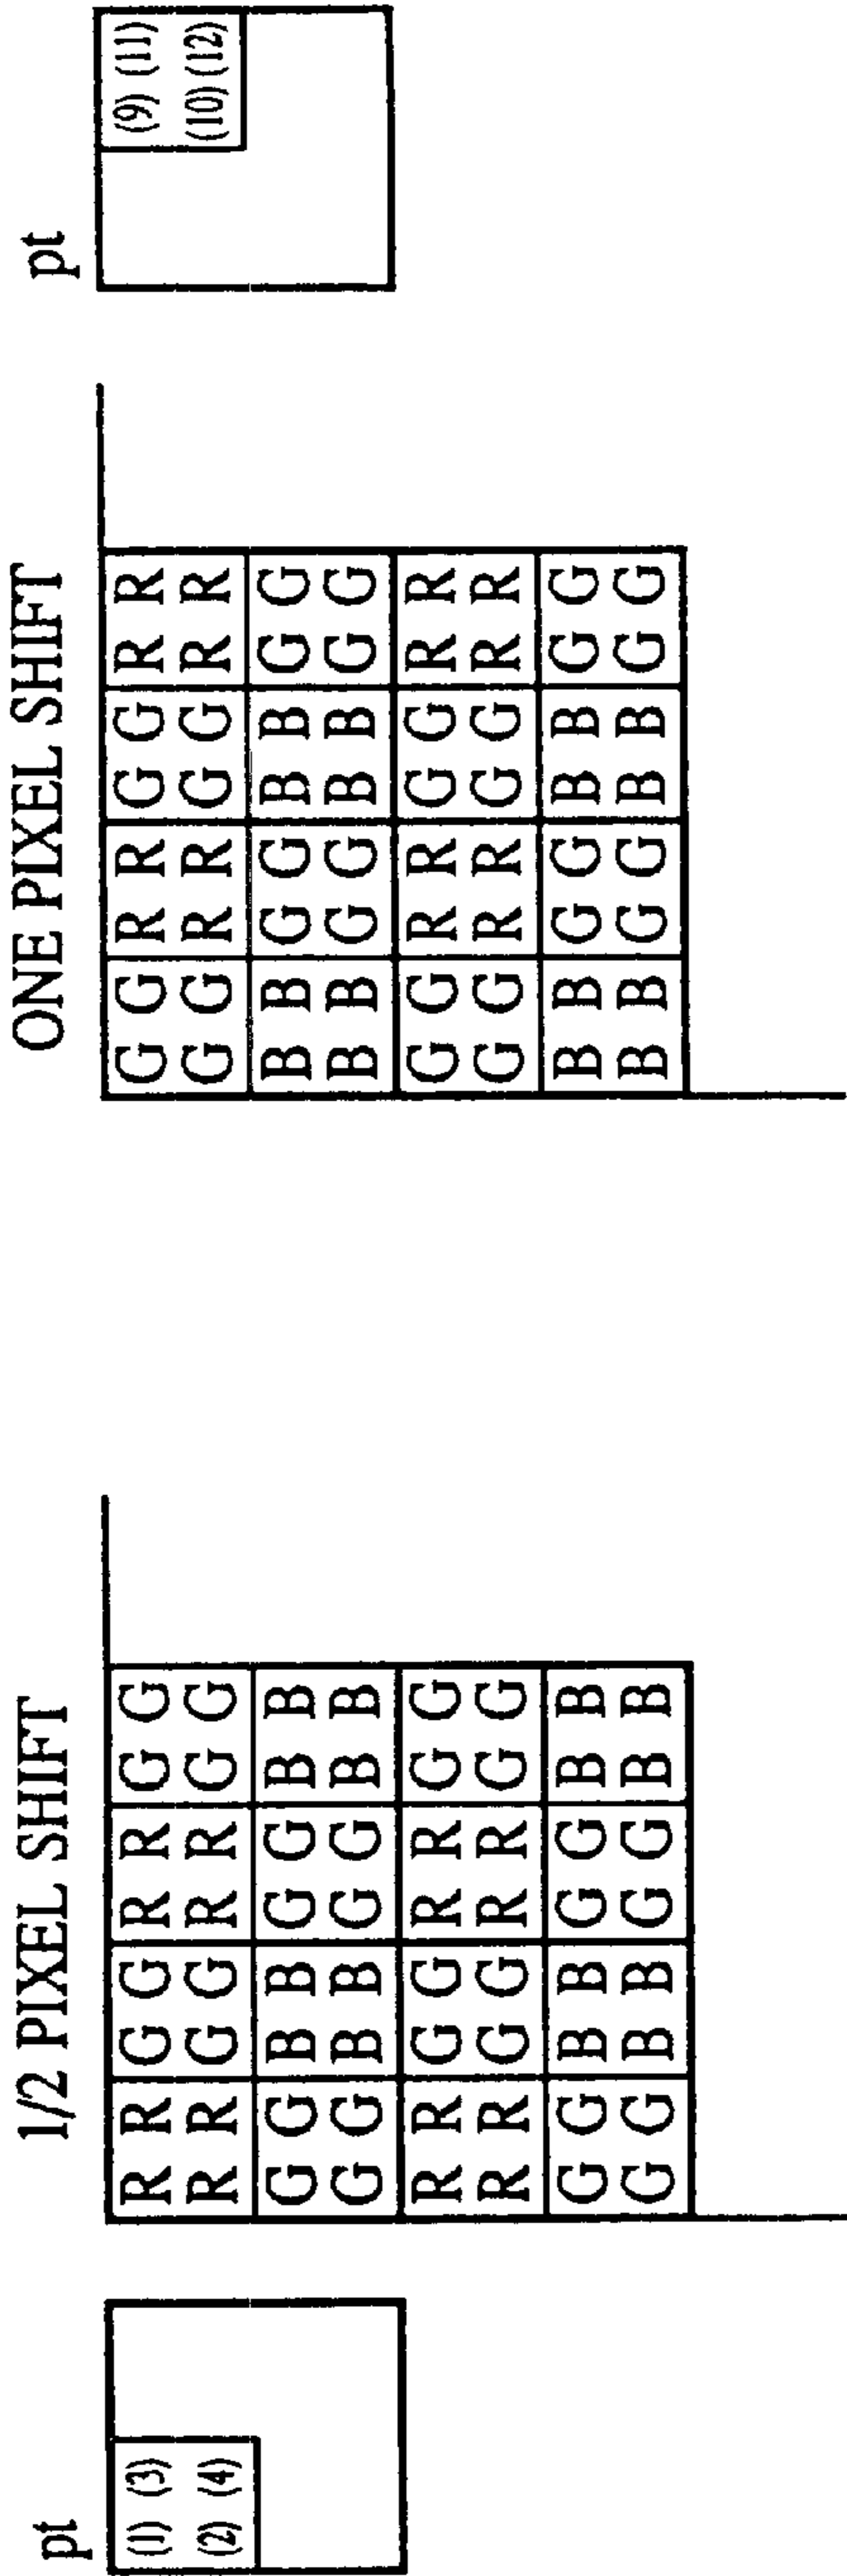 pt
(1) (3)
(2) (4)
1/2 PIXEL SHIFT
R R G G R R G G
R R G G R R G G
G G B B G G B B
G G B B G G B B
R R G G R R G G
R R G G R R G G
G G B B G G B B
G G B B G G B B
ONE PIXEL SHIFT
G G R R G G R R
G G R R G G R R
B B G G B B G G
B B G G B B G G
G G R R G G R R
G G R R G G R R
B B G G B B G G
B B G G B B G G
pt
(9) (11)
(10) (12)